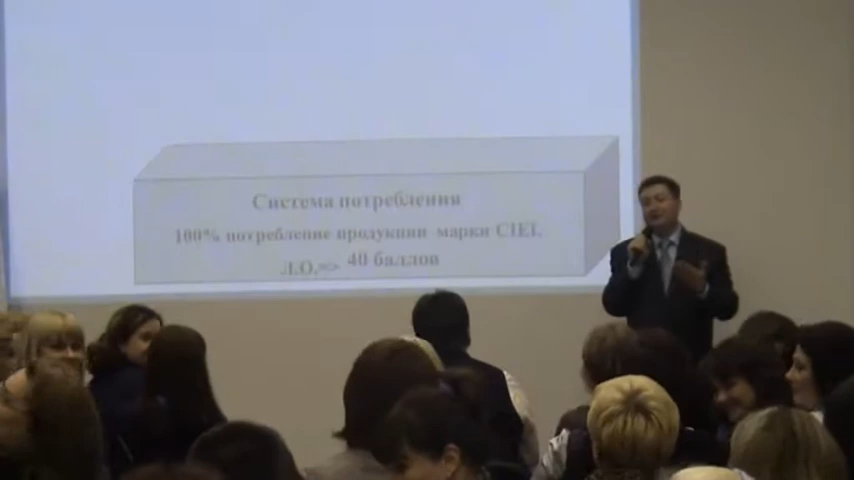 Система потребления
100% потребление продукции марки CIEL
Л.О.=> 40 баллов